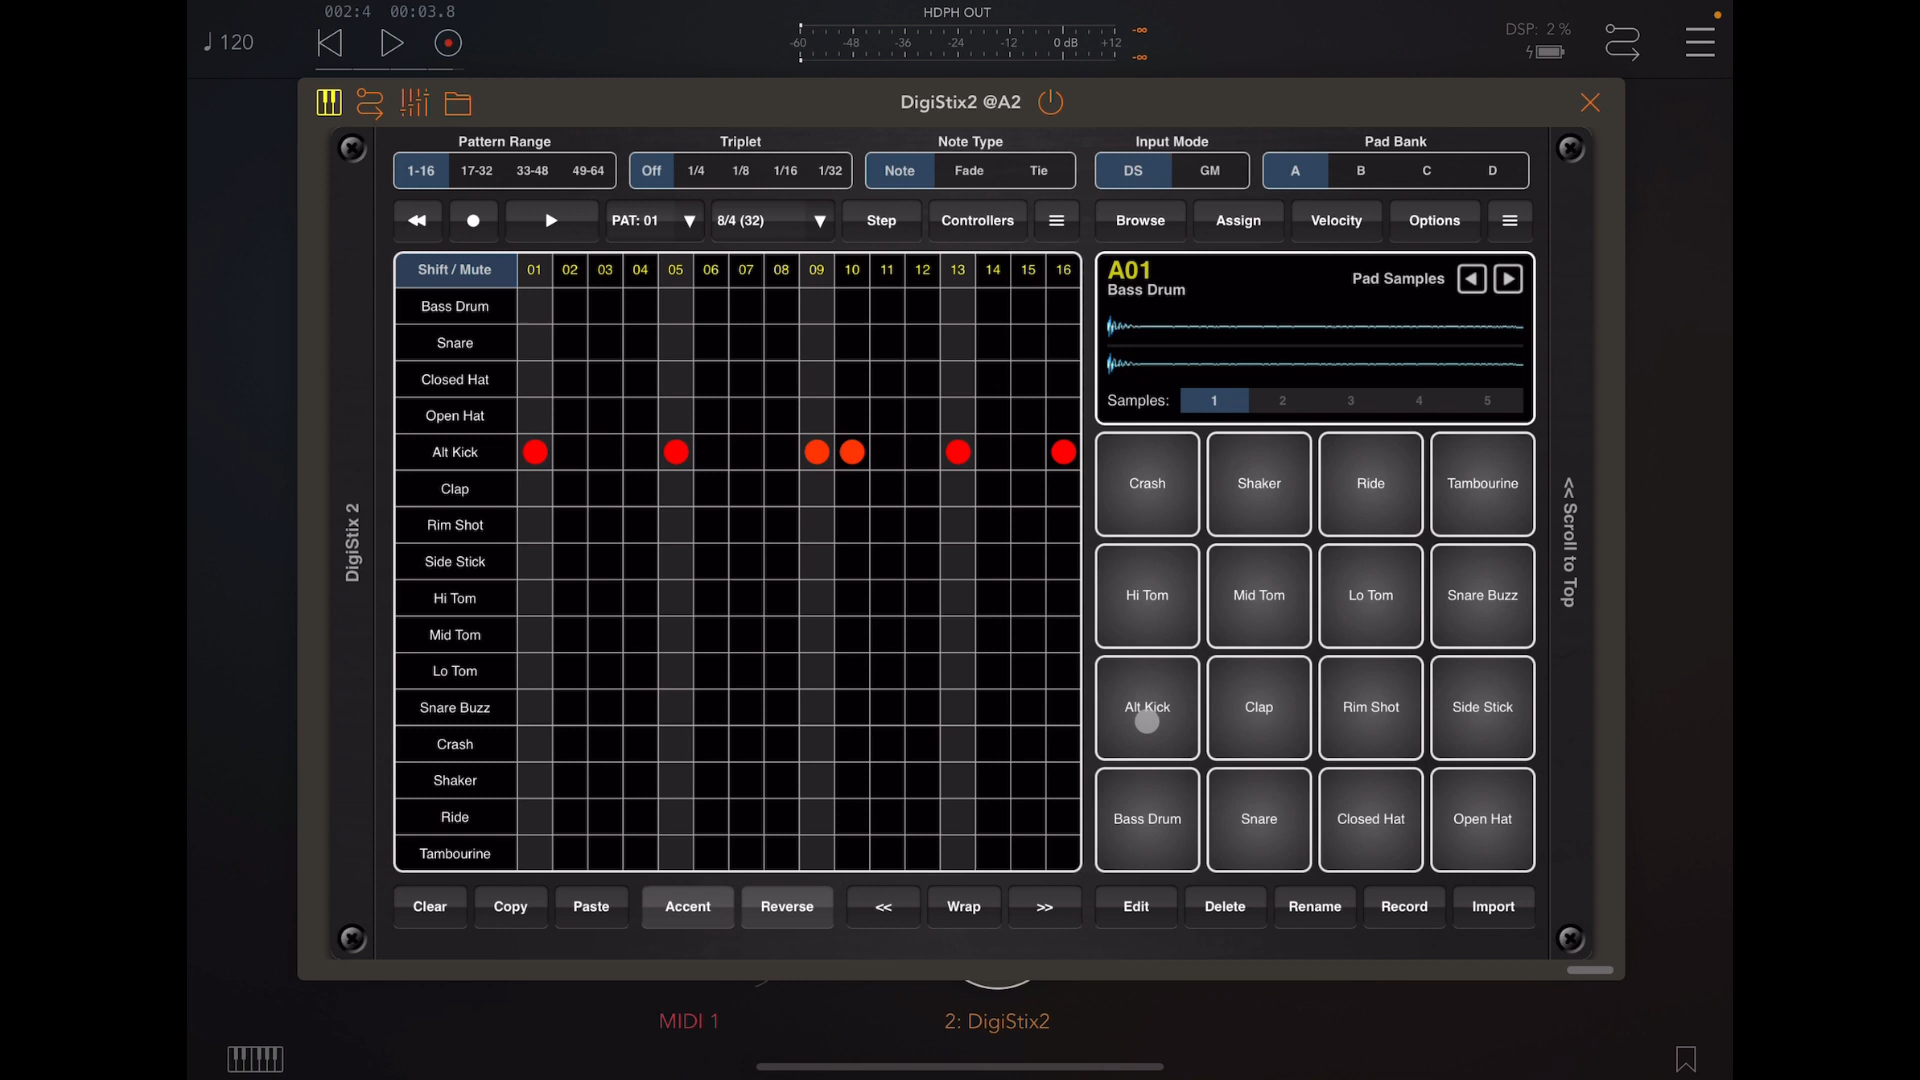 002:4 00:03.8
♩ 120
HDPH OUT
-60 -48 -36 -24 -12 0 dB +12
-∞
-∞
DSP: 2 %
DigiStix2 @A2
Pattern Range
1-16 17-32 33-48 49-64
Triplet
Off 1/4 1/8 1/16 1/32
Note Type
Note Fade Tie
Input Mode
DS GM
Pad Bank
A B C D
PAT: 01 ▼ 8/4 (32) ▼ Step Controllers
Browse Assign Velocity Options
Shift / Mute 01 02 03 04 05 06 07 08 09 10 11 12 13 14 15 16
Bass Drum
Snare
Closed Hat
Open Hat
Alt Kick
Clap
Rim Shot
Side Stick
Hi Tom
Mid Tom
Lo Tom
Snare Buzz
Crash
Shaker
Ride
Tambourine
A01
Bass Drum
Pad Samples
Samples: 1 2 3 4 5
Crash Shaker Ride Tambourine
Hi Tom Mid Tom Lo Tom Snare Buzz
Alt Kick Clap Rim Shot Side Stick
Bass Drum Snare Closed Hat Open Hat
Clear Copy Paste Accent Reverse << Wrap >>
Edit Delete Rename Record Import
DigiStix 2
<< Scroll to Top
MIDI 1
2: DigiStix2